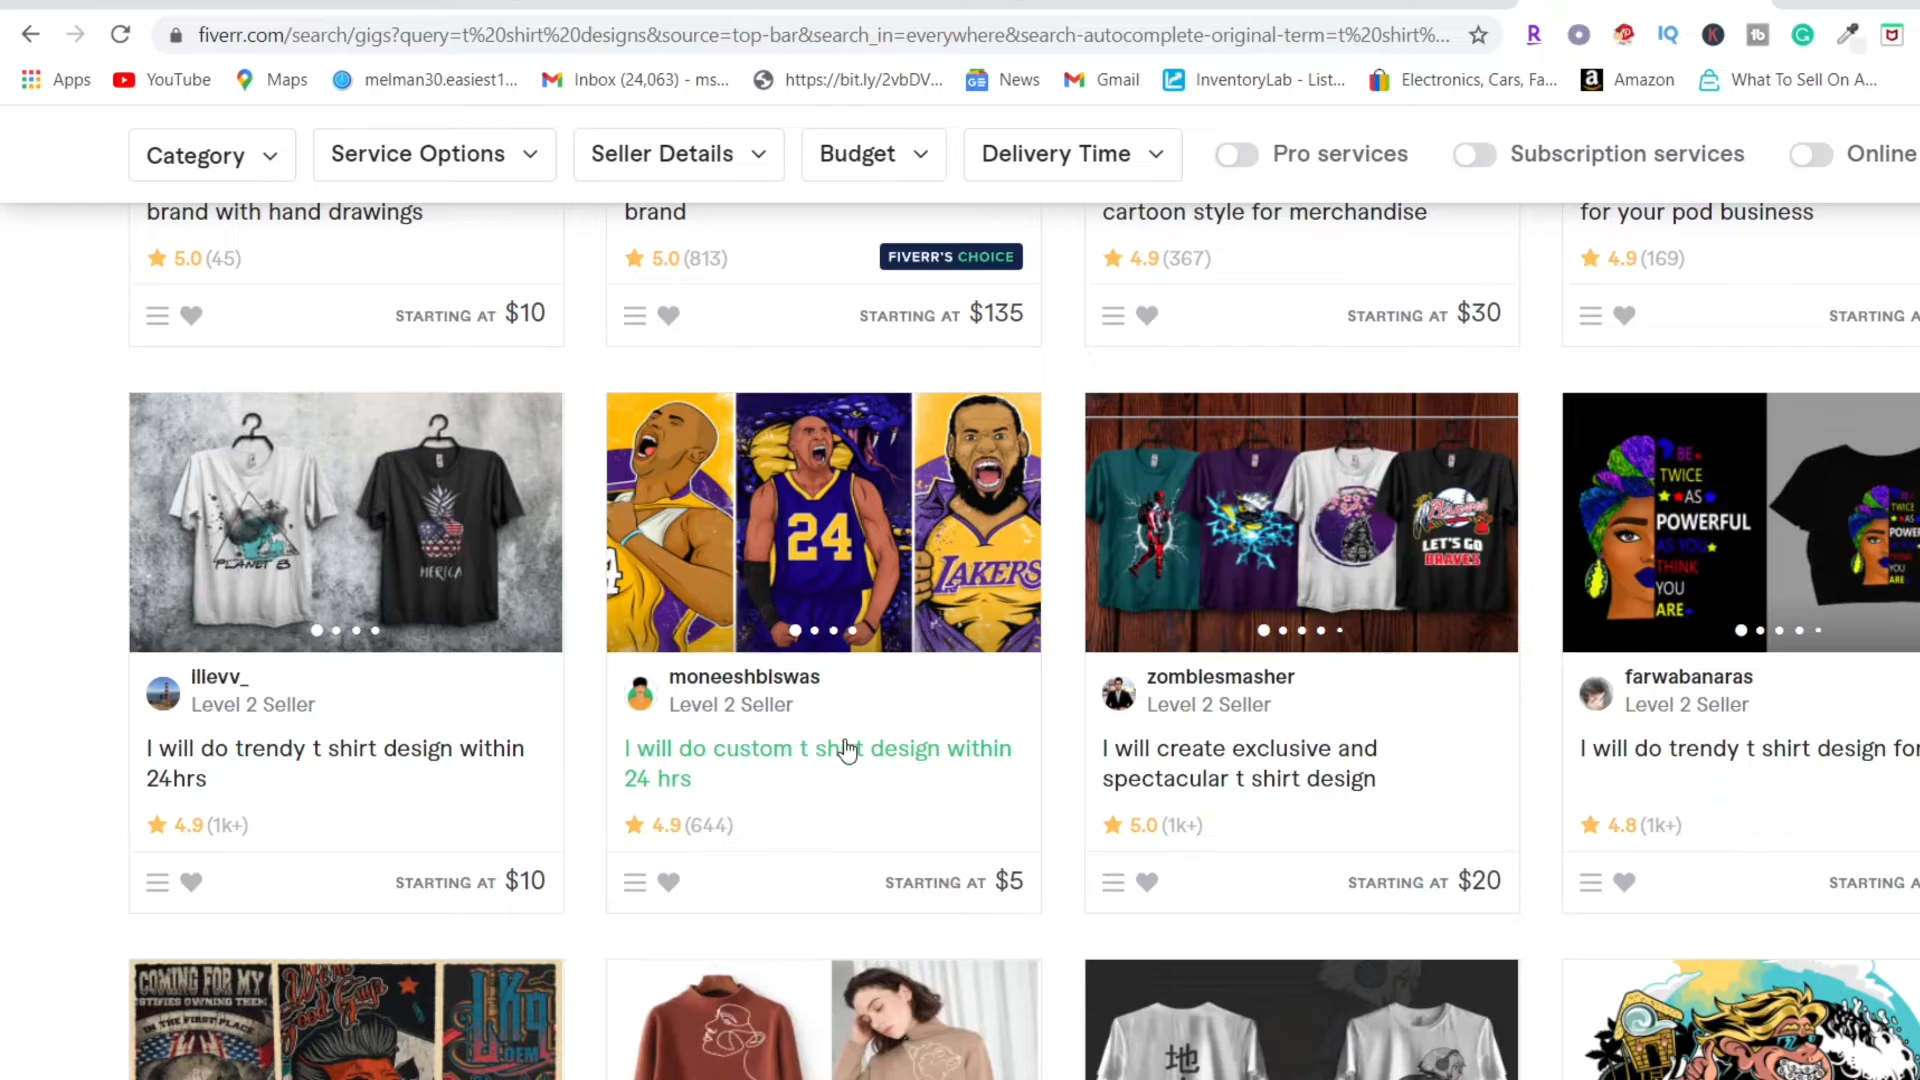 fiverr.com/search/gigs?query=t%20shirt%20designs&source=top-bar&search_in=everywhere&search-autocomplete-original-term=t%20shirt%...
Apps YouTube Maps melman30.easiest1... Inbox (24,063) - ms... https://bit.ly/2vbDV... News Gmail InventoryLab - List... Electronics, Cars, Fa... Amazon What To Sell On A...
Category Service Options Seller Details Budget Delivery Time Pro services Subscription services Online
brand with hand drawings
5.0 (45)
STARTING AT $10
brand
5.0 (813)
FIVERR'S CHOICE
STARTING AT $135
cartoon style for merchandise
4.9 (367)
STARTING AT $30
for your pod business
4.9 (169)
STARTING A
PLANET B
MERICA
illevv_
Level 2 Seller
I will do trendy t shirt design within
24hrs
4.9 (1k+)
STARTING AT $10
24
LAKERS
moneeshbiswas
Level 2 Seller
I will do custom t shirt design within
24 hrs
4.9 (644)
STARTING AT $5
LET'S GO
BRAVES
zombiesmasher
Level 2 Seller
I will create exclusive and
spectacular t shirt design
5.0 (1k+)
STARTING AT $20
BE
TWICE
AS
POWERFUL
AS YOU
THINK
YOU
ARE
farwabanaras
Level 2 Seller
I will do trendy t shirt design for
4.8 (1k+)
STARTING A
COMING FOR MY
IN THE FIRST PLACE
地